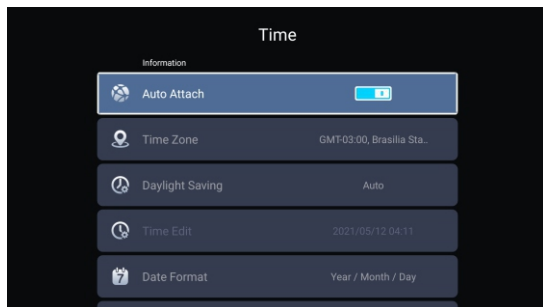 Time
Information
Auto Attach
Time Zone
GMT-03:00, Brasilia Sta..
Daylight Saving
Auto
Time Edit
2021/05/12 04:11
7
Date Format
Year / Month / Day